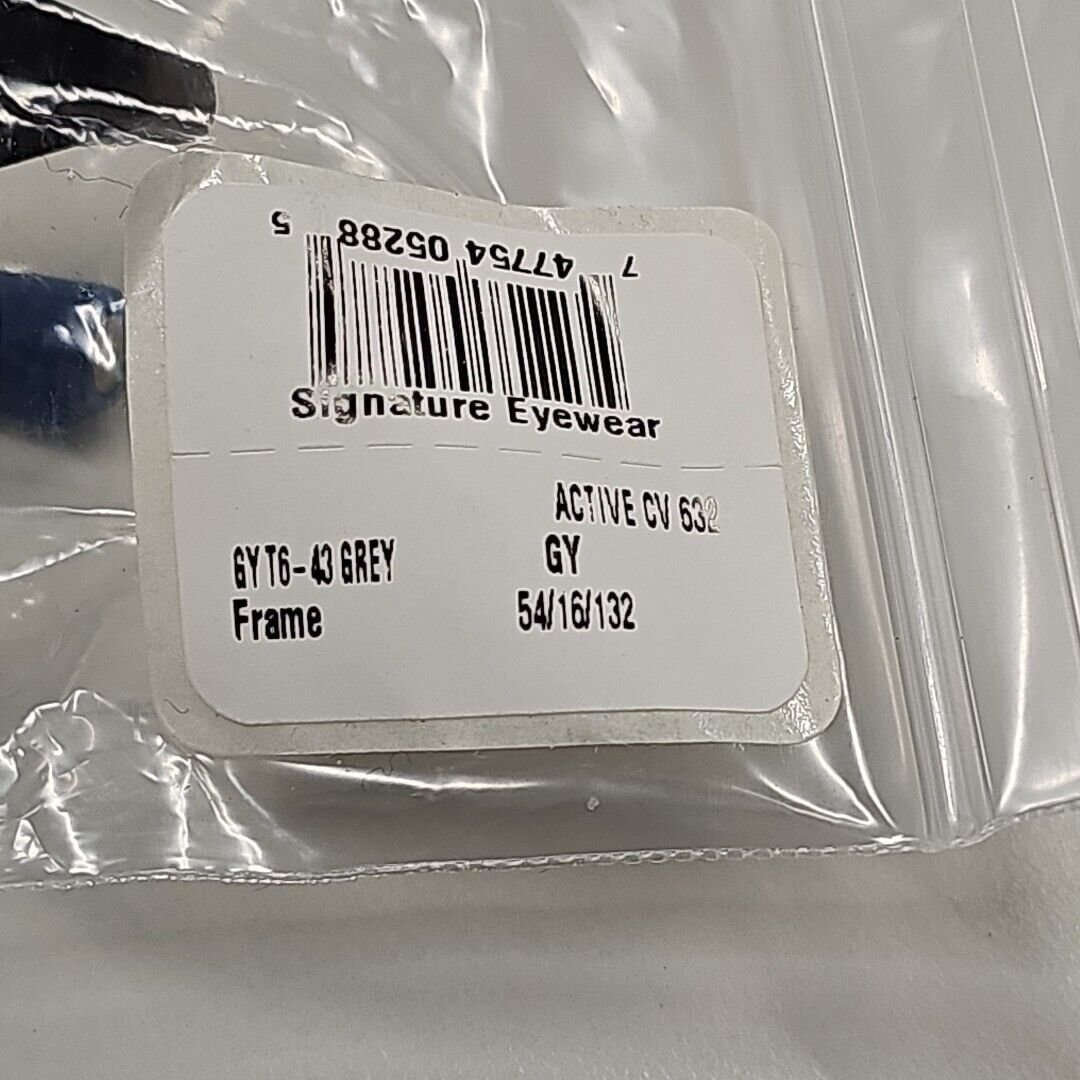 7 47754 05288 5
Signature Eyewear
ACTIVE CV 632
GY T6-43 GREY GY
Frame 54/16/132